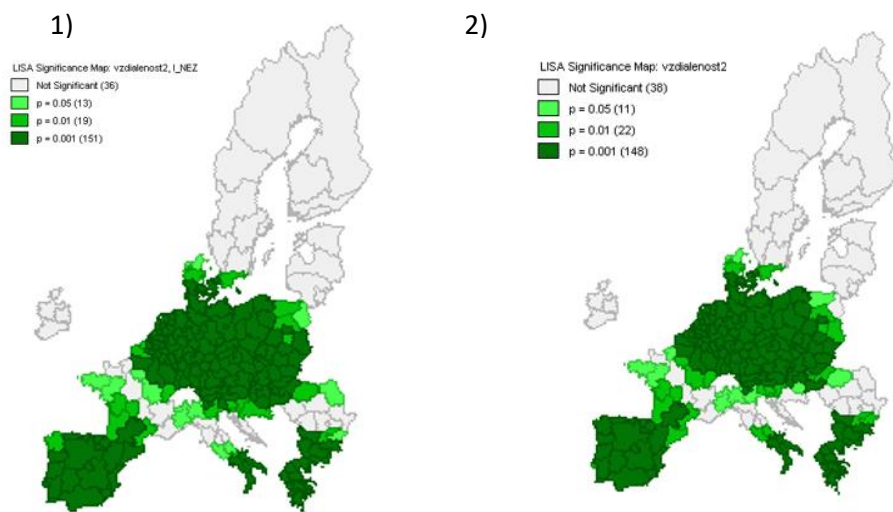 1)
LISA Significance Map: vzdialenost2, I_NEZ
Not Significant (36)
p = 0.05 (13)
p = 0.01 (19)
p = 0.001 (151)
2)
LISA Significance Map: vzdialenost2
Not Significant (38)
p = 0.05 (11)
p = 0.01 (22)
p = 0.001 (148)